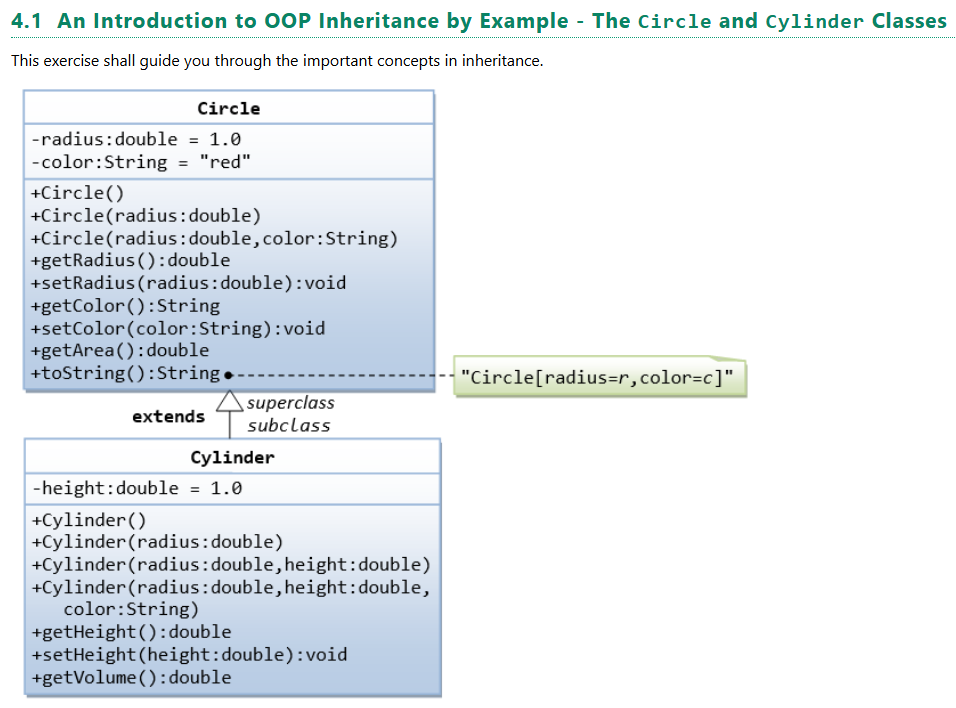 4.1 An Introduction to OOP Inheritance by Example - The Circle and Cylinder Classes
This exercise shall guide you through the important concepts in inheritance.
Circle
-radius:double = 1.0
-color:String = "red"
+Circle()
+Circle(radius:double)
+Circle(radius:double,color:String)
+getRadius():double
+setRadius(radius:double):void
+getColor():String
+setColor(color:String):void
+getArea():double
+toString():String
"Circle[radius=r,color=c]"
extends
superclass
subclass
Cylinder
-height:double = 1.0
+Cylinder()
+Cylinder(radius:double)
+Cylinder(radius:double,height:double)
+Cylinder(radius:double,height:double,
color:String)
+getHeight():double
+setHeight(height:double):void
+getVolume():double